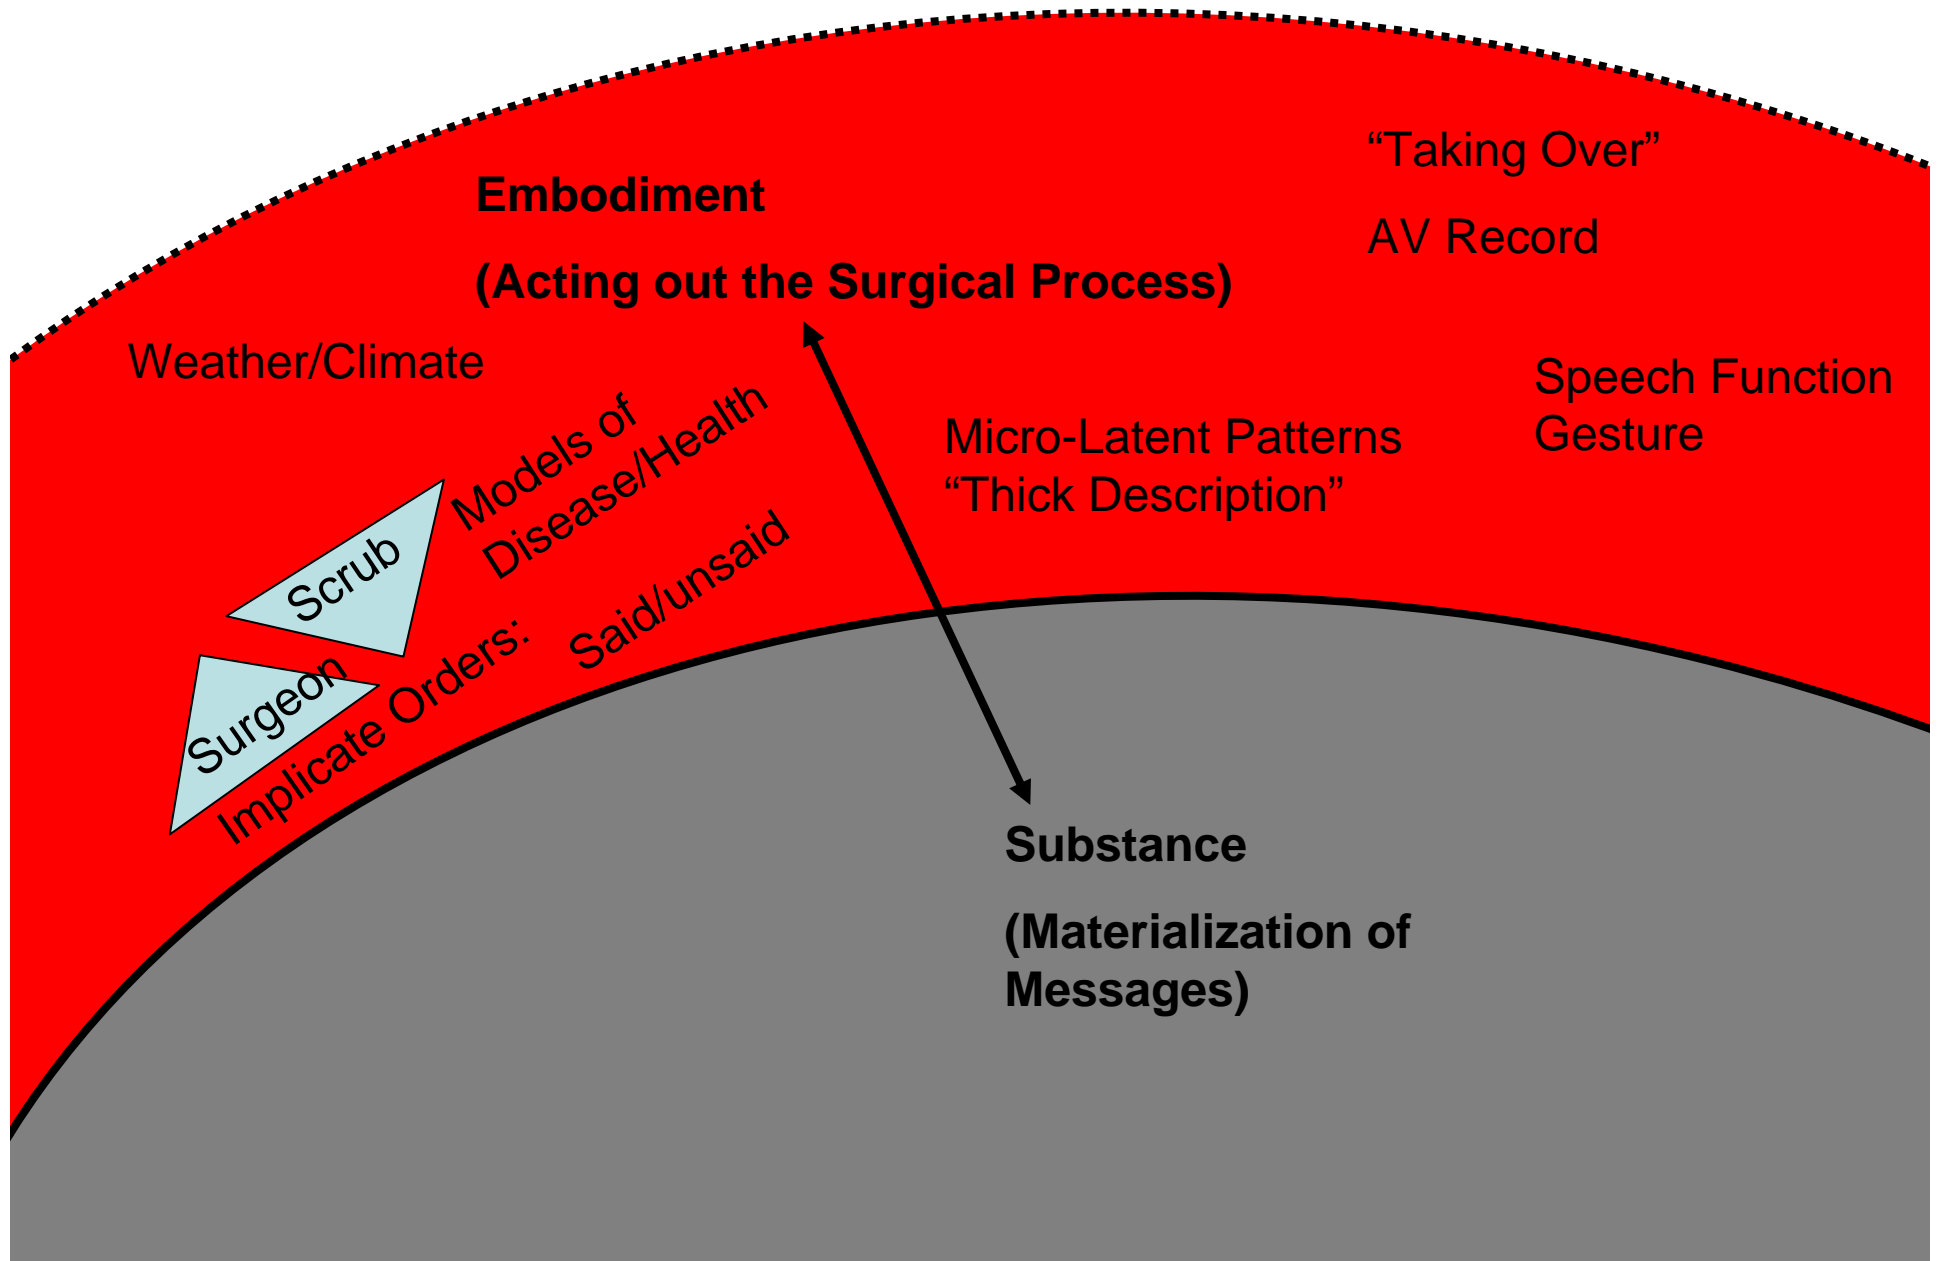 “Taking Over”
Embodiment
AV Record
(Acting out the Surgical Process)
Weather/Climate
Speech Function
Gesture
Micro-Latent Patterns
“Thick Description”
Models of
Disease/Health
Scrub
Surgeon
Implicate Orders:
Said/unsaid
Substance
(Materialization of
Messages)